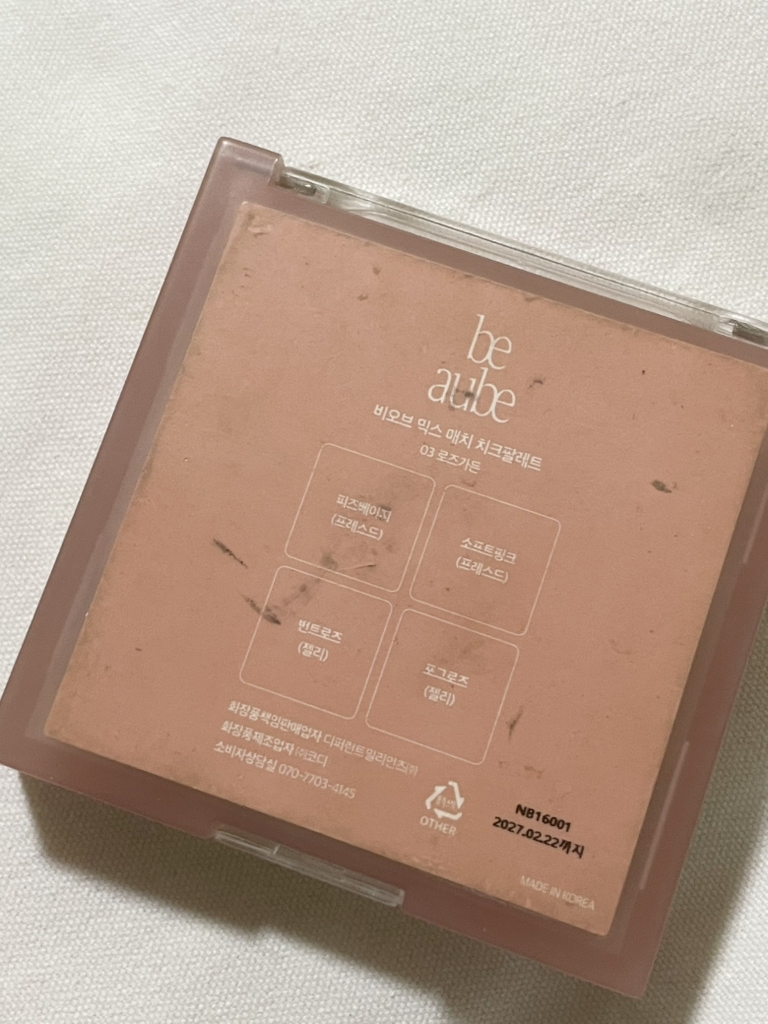 be
aube
비오브 믹스 매치 치크팔레트
03 로즈가든
피즈베이지
(프레스드)
소프트핑크
(프레스드)
번트로즈
(젤리)
포그로즈
(젤리)
화장품책임판매업자 디퍼런트밀리언즈(주)
화장품제조업자 (주)코디
소비자상담실 070-7703-4145
OTHER
NB16001
2027.02.22까지
MADE IN KOREA